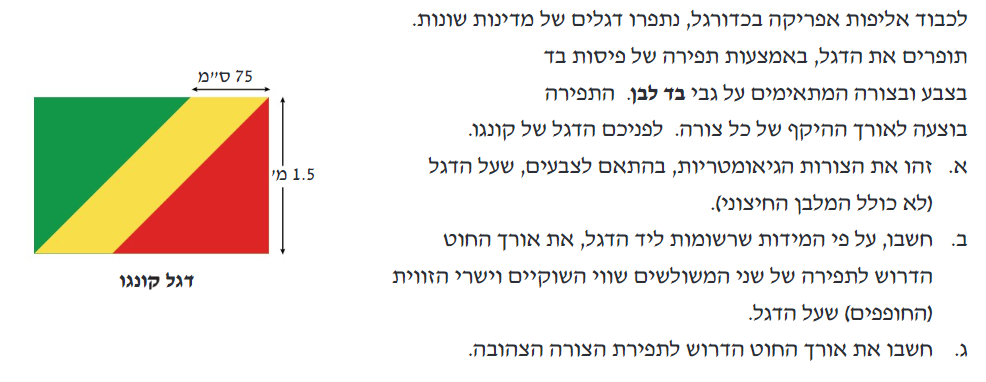 לכבוד אליפות אפריקה בכדורגל, נתפרו דגלים של מדינות שונות.
תופרים את הדגל, באמצעות תפירה של פיסות בד
בצבע ובצורה המתאימים על גבי בד לבן. התפירה
בוצעה לאורך ההיקף של כל צורה. לפניכם הדגל של קונגו.
א. זהו את הצורות הגיאומטריות, בהתאם לצבעים, שעל הדגל
(לא כולל המלבן החיצוני).
ב. חשבו, על פי המידות שרשומות ליד הדגל, את אורך החוט
הדרוש לתפירה של שני המשולשים שווי השוקיים וישרי הזווית
(החופפים) שעל הדגל.
ג. חשבו את אורך החוט הדרוש לתפירת הצורה הצהובה.
75 ס״מ
1.5 מ׳
דגל קונגו